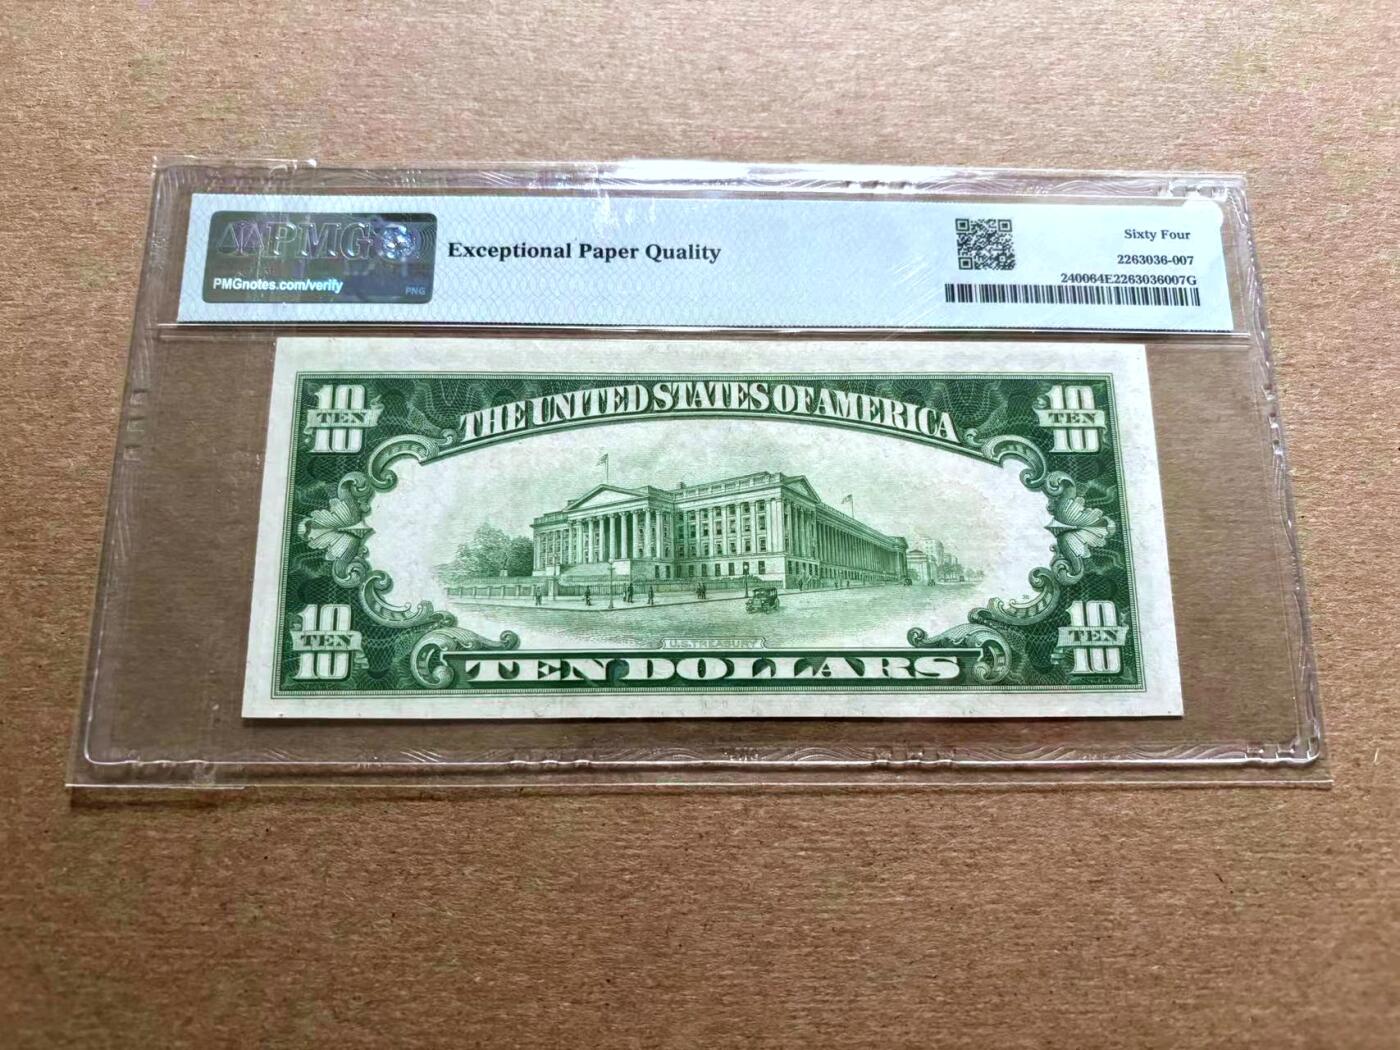 PMG
PMGnotes.com/verify
PNG
Exceptional Paper Quality
Sixty Four
2263036-007
240064E2263036007G
THE UNITED STATES OF AMERICA
10
TEN
10
10
TEN
10
10
TEN
10
10
TEN
10
U.S. TREASURY
TEN DOLLARS